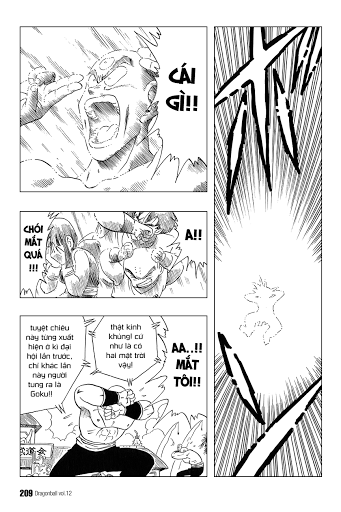 CÁI
GÌ!!
A!!
CHÓI
MẮT
QUÁ
!!!
AA..!!
MẮT
TÔI!!
thật kinh
khủng! cứ
như là có
hai mặt trời
vậy!
tuyệt chiêu
này từng xuất
hiện ở kì đại
hội lần trước,
chỉ khác lần
này người
tung ra là
Goku!!
道会
209 Dragonball vol.12